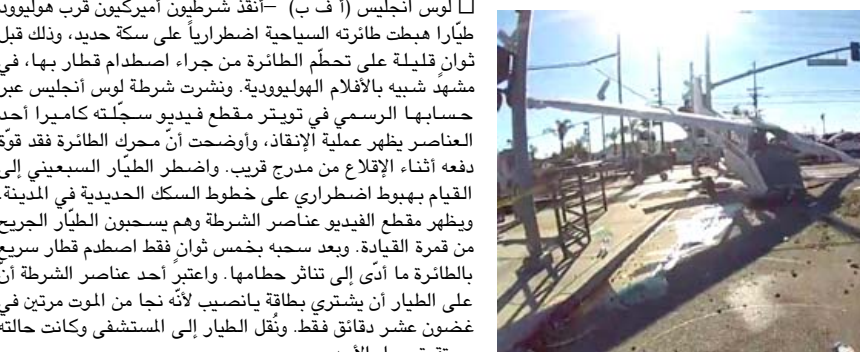 لوس انجليس (أ ف ب) –أنقذ شرطيون أميركيون قرب هوليوود
طيّارا هبطت طائرته السياحية اضطرارياً على سكة حديد، وذلك قبل
ثوانٍ قليلة على تحطّم الطائرة من جراء اصطدام قطار بها، في
مشهد شبيه بالأفلام الهوليوودية. ونشرت شرطة لوس أنجليس عبر
حسابها الرسمي في تويتر مقطع فيديو سجّلته كاميرا أحد
العناصر يظهر عملية الإنقاذ، وأوضحت أنّ محرك الطائرة فقد قوّة
دفعه أثناء الإقلاع من مدرج قريب. واضطر الطيّار السبعيني إلى
القيام بهبوط اضطراري على خطوط السكك الحديدية في المدينة.
ويظهر مقطع الفيديو عناصر الشرطة وهم يسحبون الطيّار الجريح
من قمرة القيادة. وبعد سحبه بخمس ثوانٍ فقط اصطدم قطار سريع
بالطائرة ما أدّى إلى تناثر حطامها. واعتبر أحد عناصر الشرطة أن
على الطيار أن يشتري بطاقة يانصيب لأنّه نجا من الموت مرتين في
غضون عشر دقائق فقط. ونُقل الطيار إلى المستشفى وكانت حالته